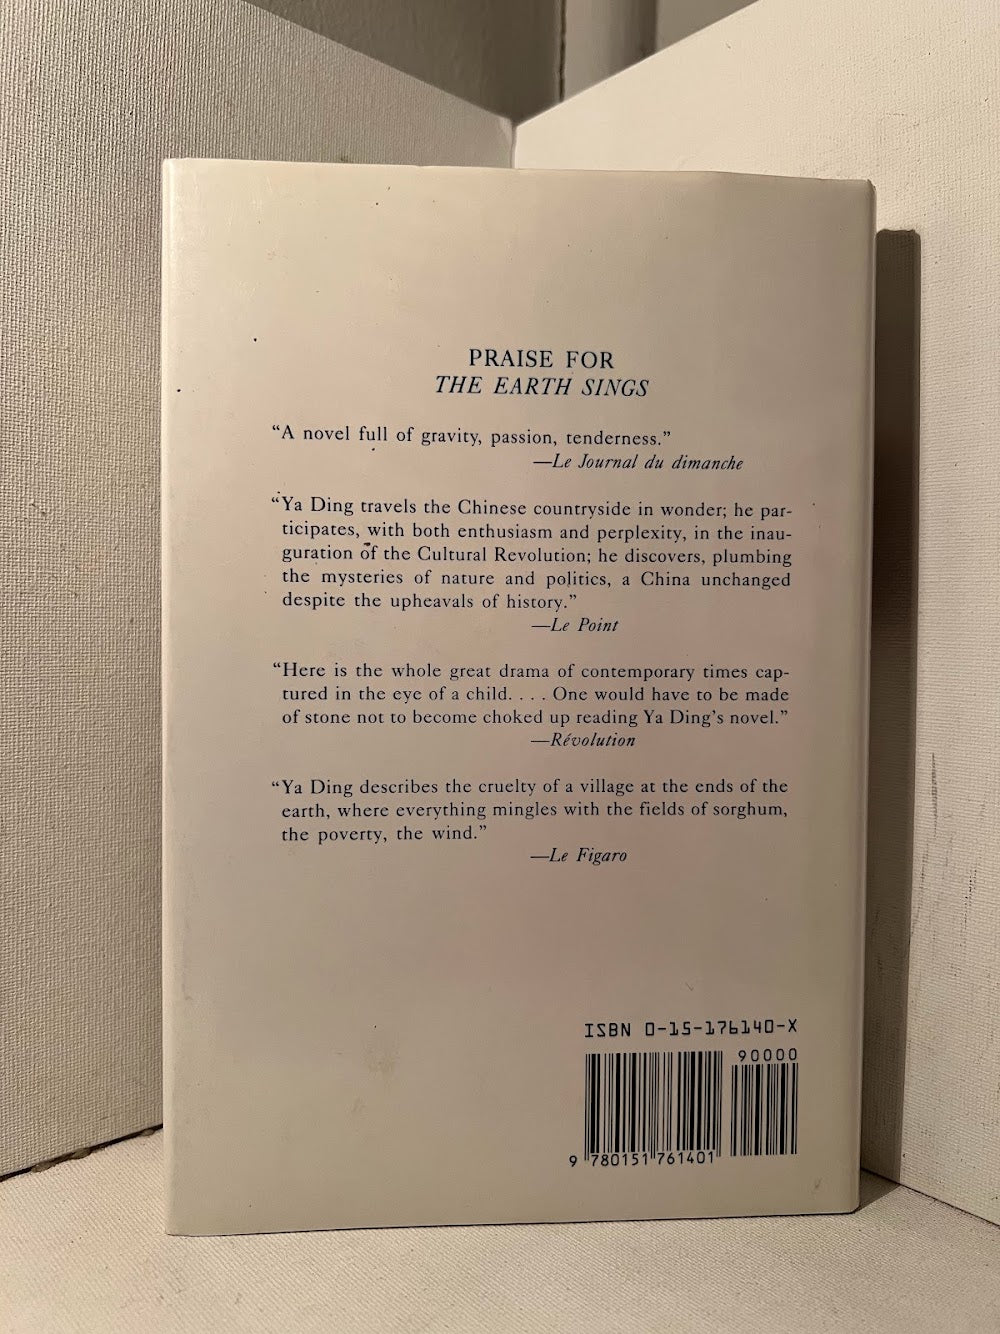 PRAISE FOR
THE EARTH SINGS
“A novel full of gravity, passion, tenderness.”
—Le Journal du dimanche
“Ya Ding travels the Chinese countryside in wonder; he par-
ticipates, with both enthusiasm and perplexity, in the inau-
guration of the Cultural Revolution; he discovers, plumbing
the mysteries of nature and politics, a China unchanged
despite the upheavals of history.”
—Le Point
“Here is the whole great drama of contemporary times cap-
tured in the eye of a child. . . . One would have to be made
of stone not to become choked up reading Ya Ding’s novel.”
—Révolution
“Ya Ding describes the cruelty of a village at the ends of the
earth, where everything mingles with the fields of sorghum,
the poverty, the wind.”
—Le Figaro
ISBN 0-15-176140-X
90000
9 780151 761401